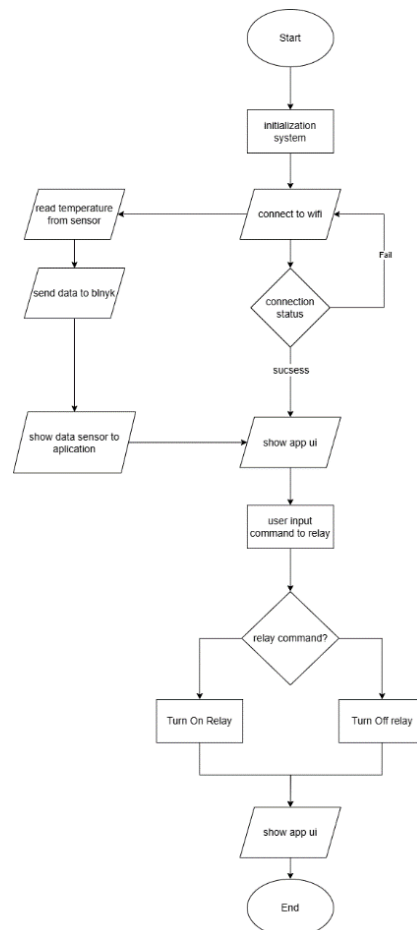 Start
initialization
system
read temperature
from sensor
connect to wifi
Fail
send data to blnyk
connection
status
sucsess
show data sensor to
aplication
show app ui
user input
command to relay
relay command?
Turn On Relay
Turn Off relay
show app ui
End